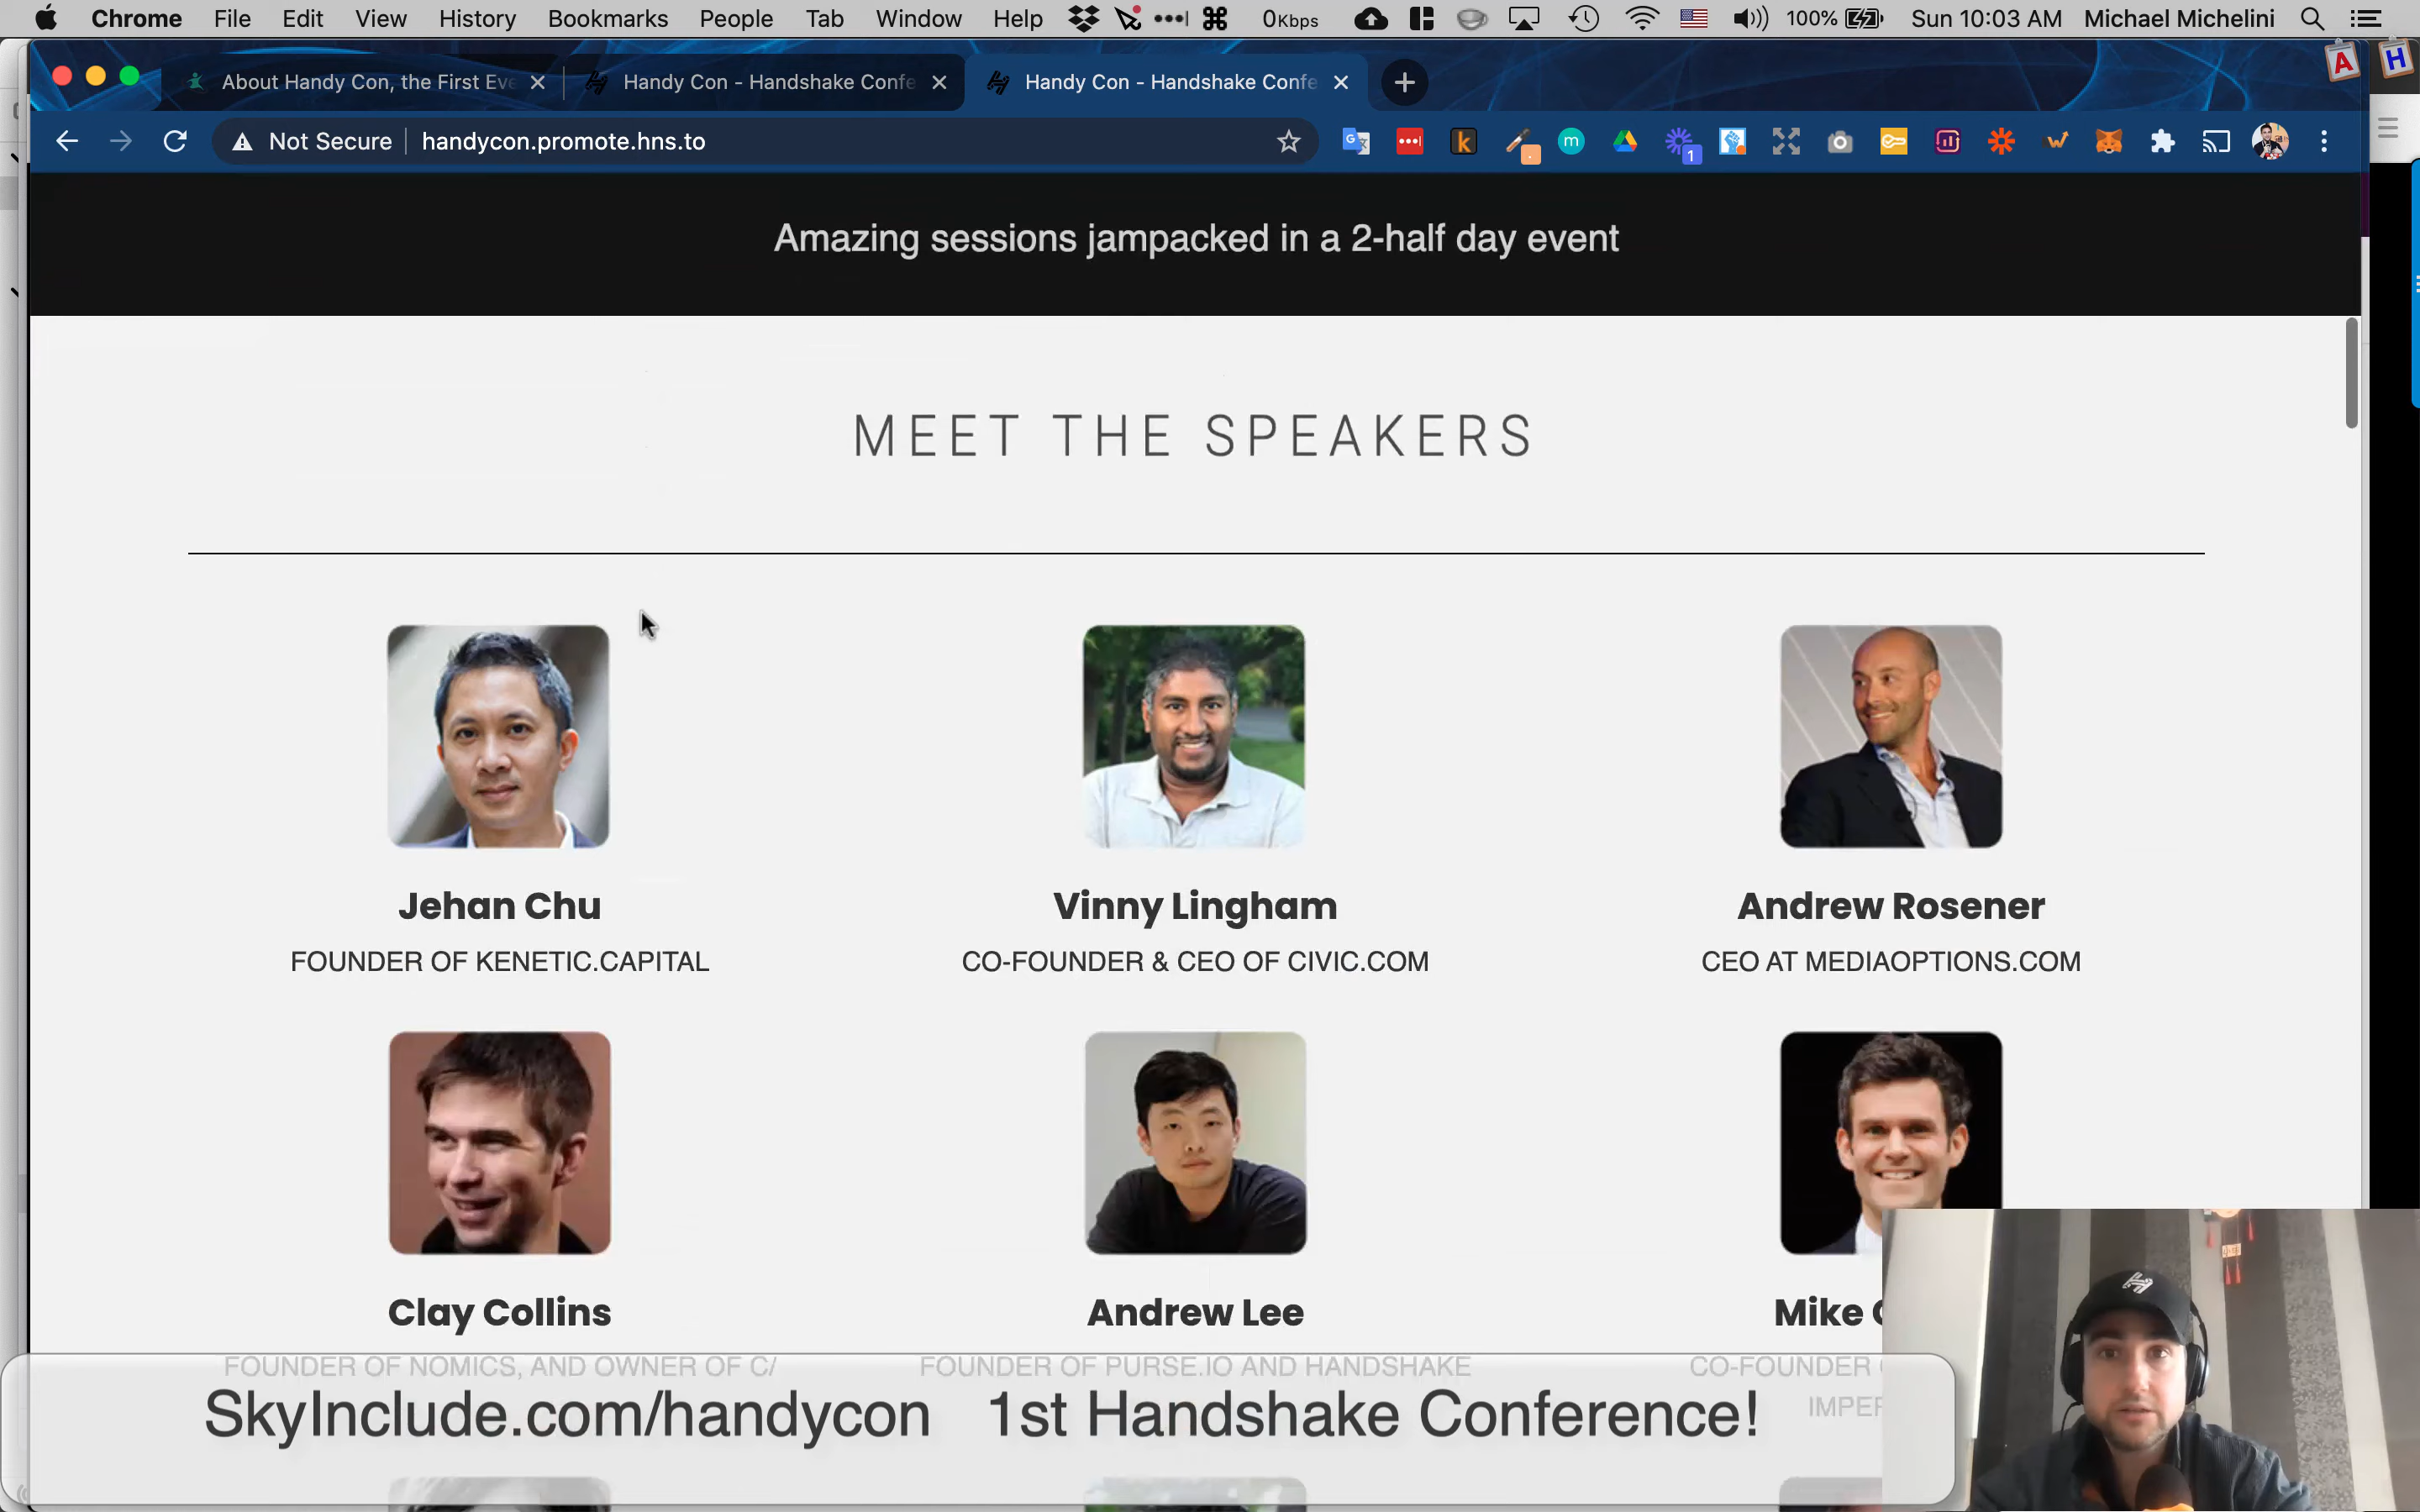 Chrome File Edit View History Bookmarks People Tab Window Help 0Kbps 100% Sun 10:03 AM Michael Michelini
About Handy Con, the First Eve Handy Con - Handshake Confe Handy Con - Handshake Confe
Not Secure handycon.promote.hns.to
Amazing sessions jampacked in a 2-half day event
MEET THE SPEAKERS
Jehan Chu Vinny Lingham Andrew Rosener
FOUNDER OF KENETIC.CAPITAL CO-FOUNDER & CEO OF CIVIC.COM CEO AT MEDIAOPTIONS.COM
Clay Collins Andrew Lee Mike
FOUNDER OF NOMICS, AND OWNER OF C/ FOUNDER OF PURSE.IO AND HANDSHAKE CO-FOUNDER
IMPER
SkyInclude.com/handycon 1st Handshake Conference!